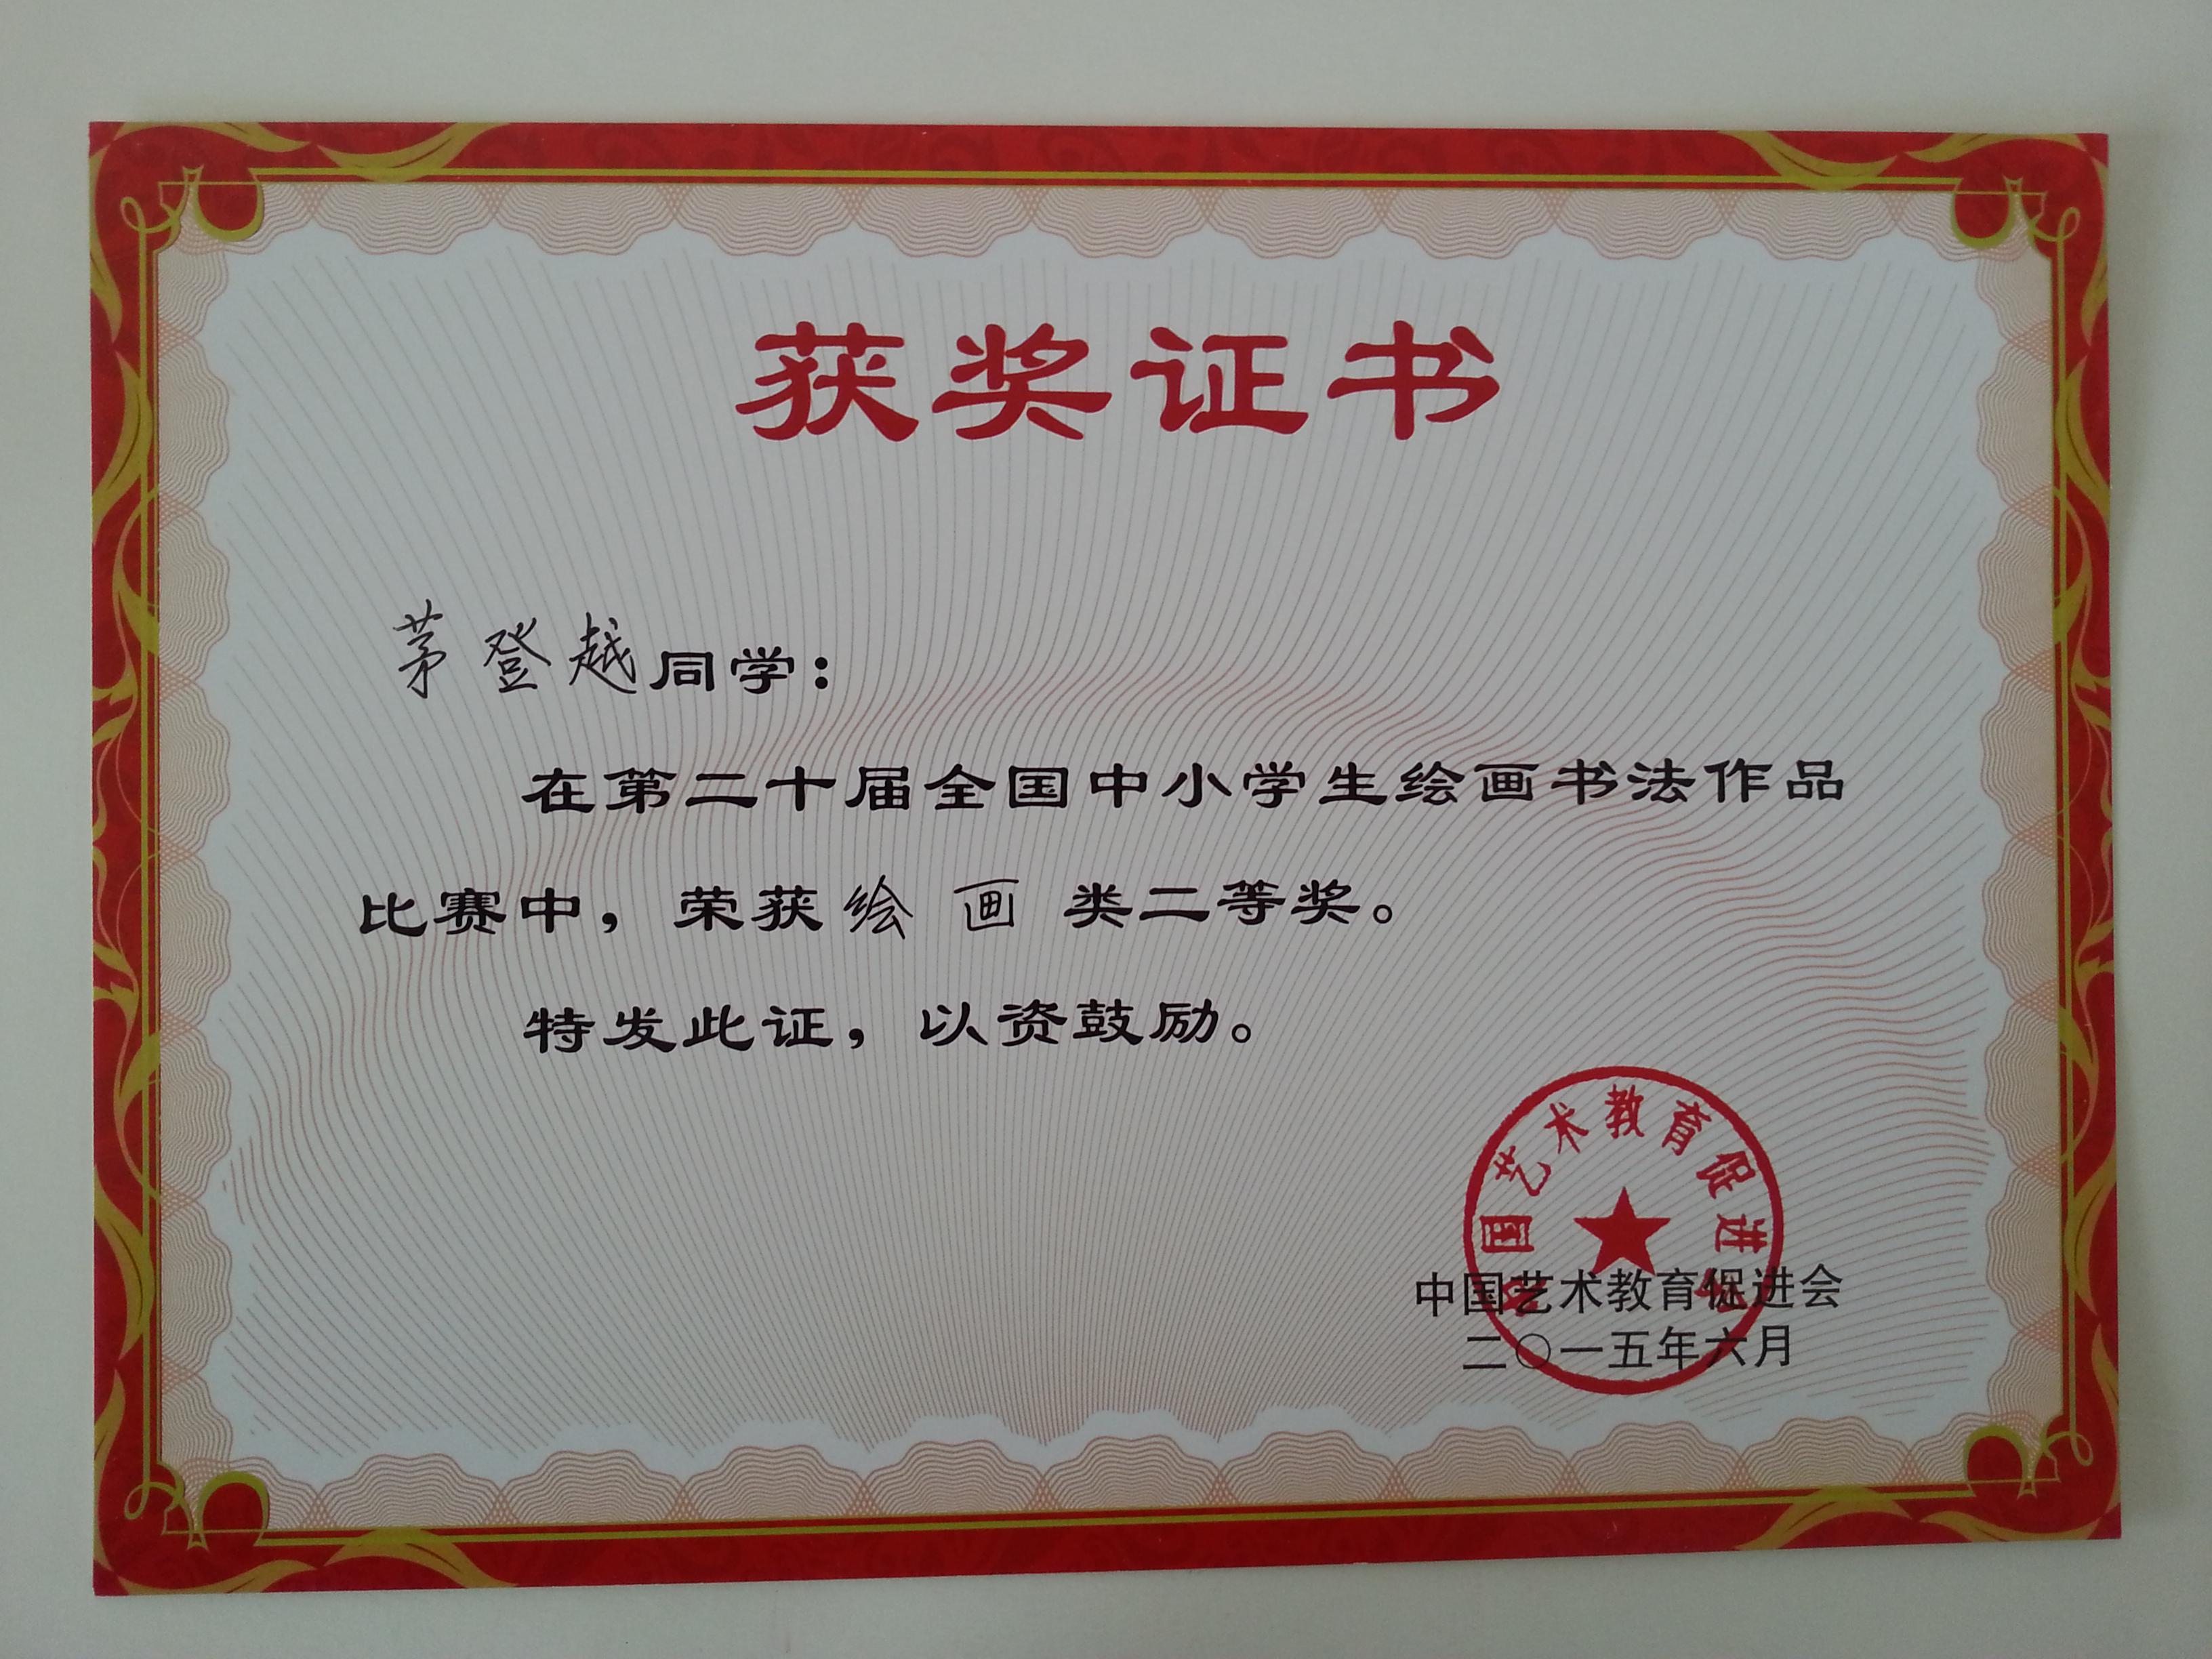 获奖证书
茅登越同学：
在第二十届全国中小学生绘画书法作品
比赛中，荣获绘画类二等奖。
特发此证，以资鼓励。
中国艺术教育促进会
中国艺术教育促进会
二〇一五年六月